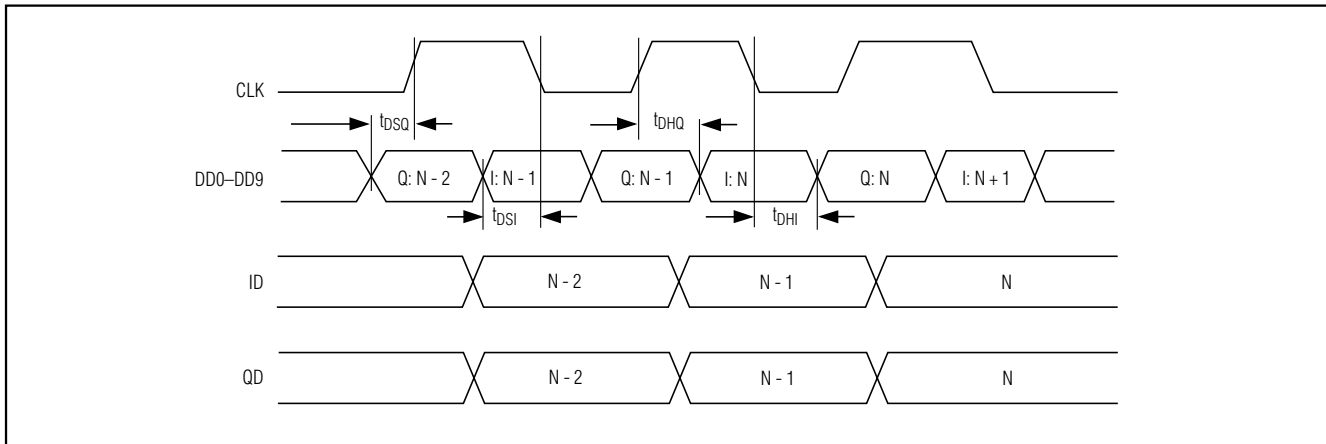 CLK
tDSQ
tDHQ
DD0–DD9
Q: N - 2
I: N - 1
Q: N - 1
I: N
Q: N
I: N + 1
tDSI
tDHI
ID
N - 2
N - 1
N
QD
N - 2
N - 1
N